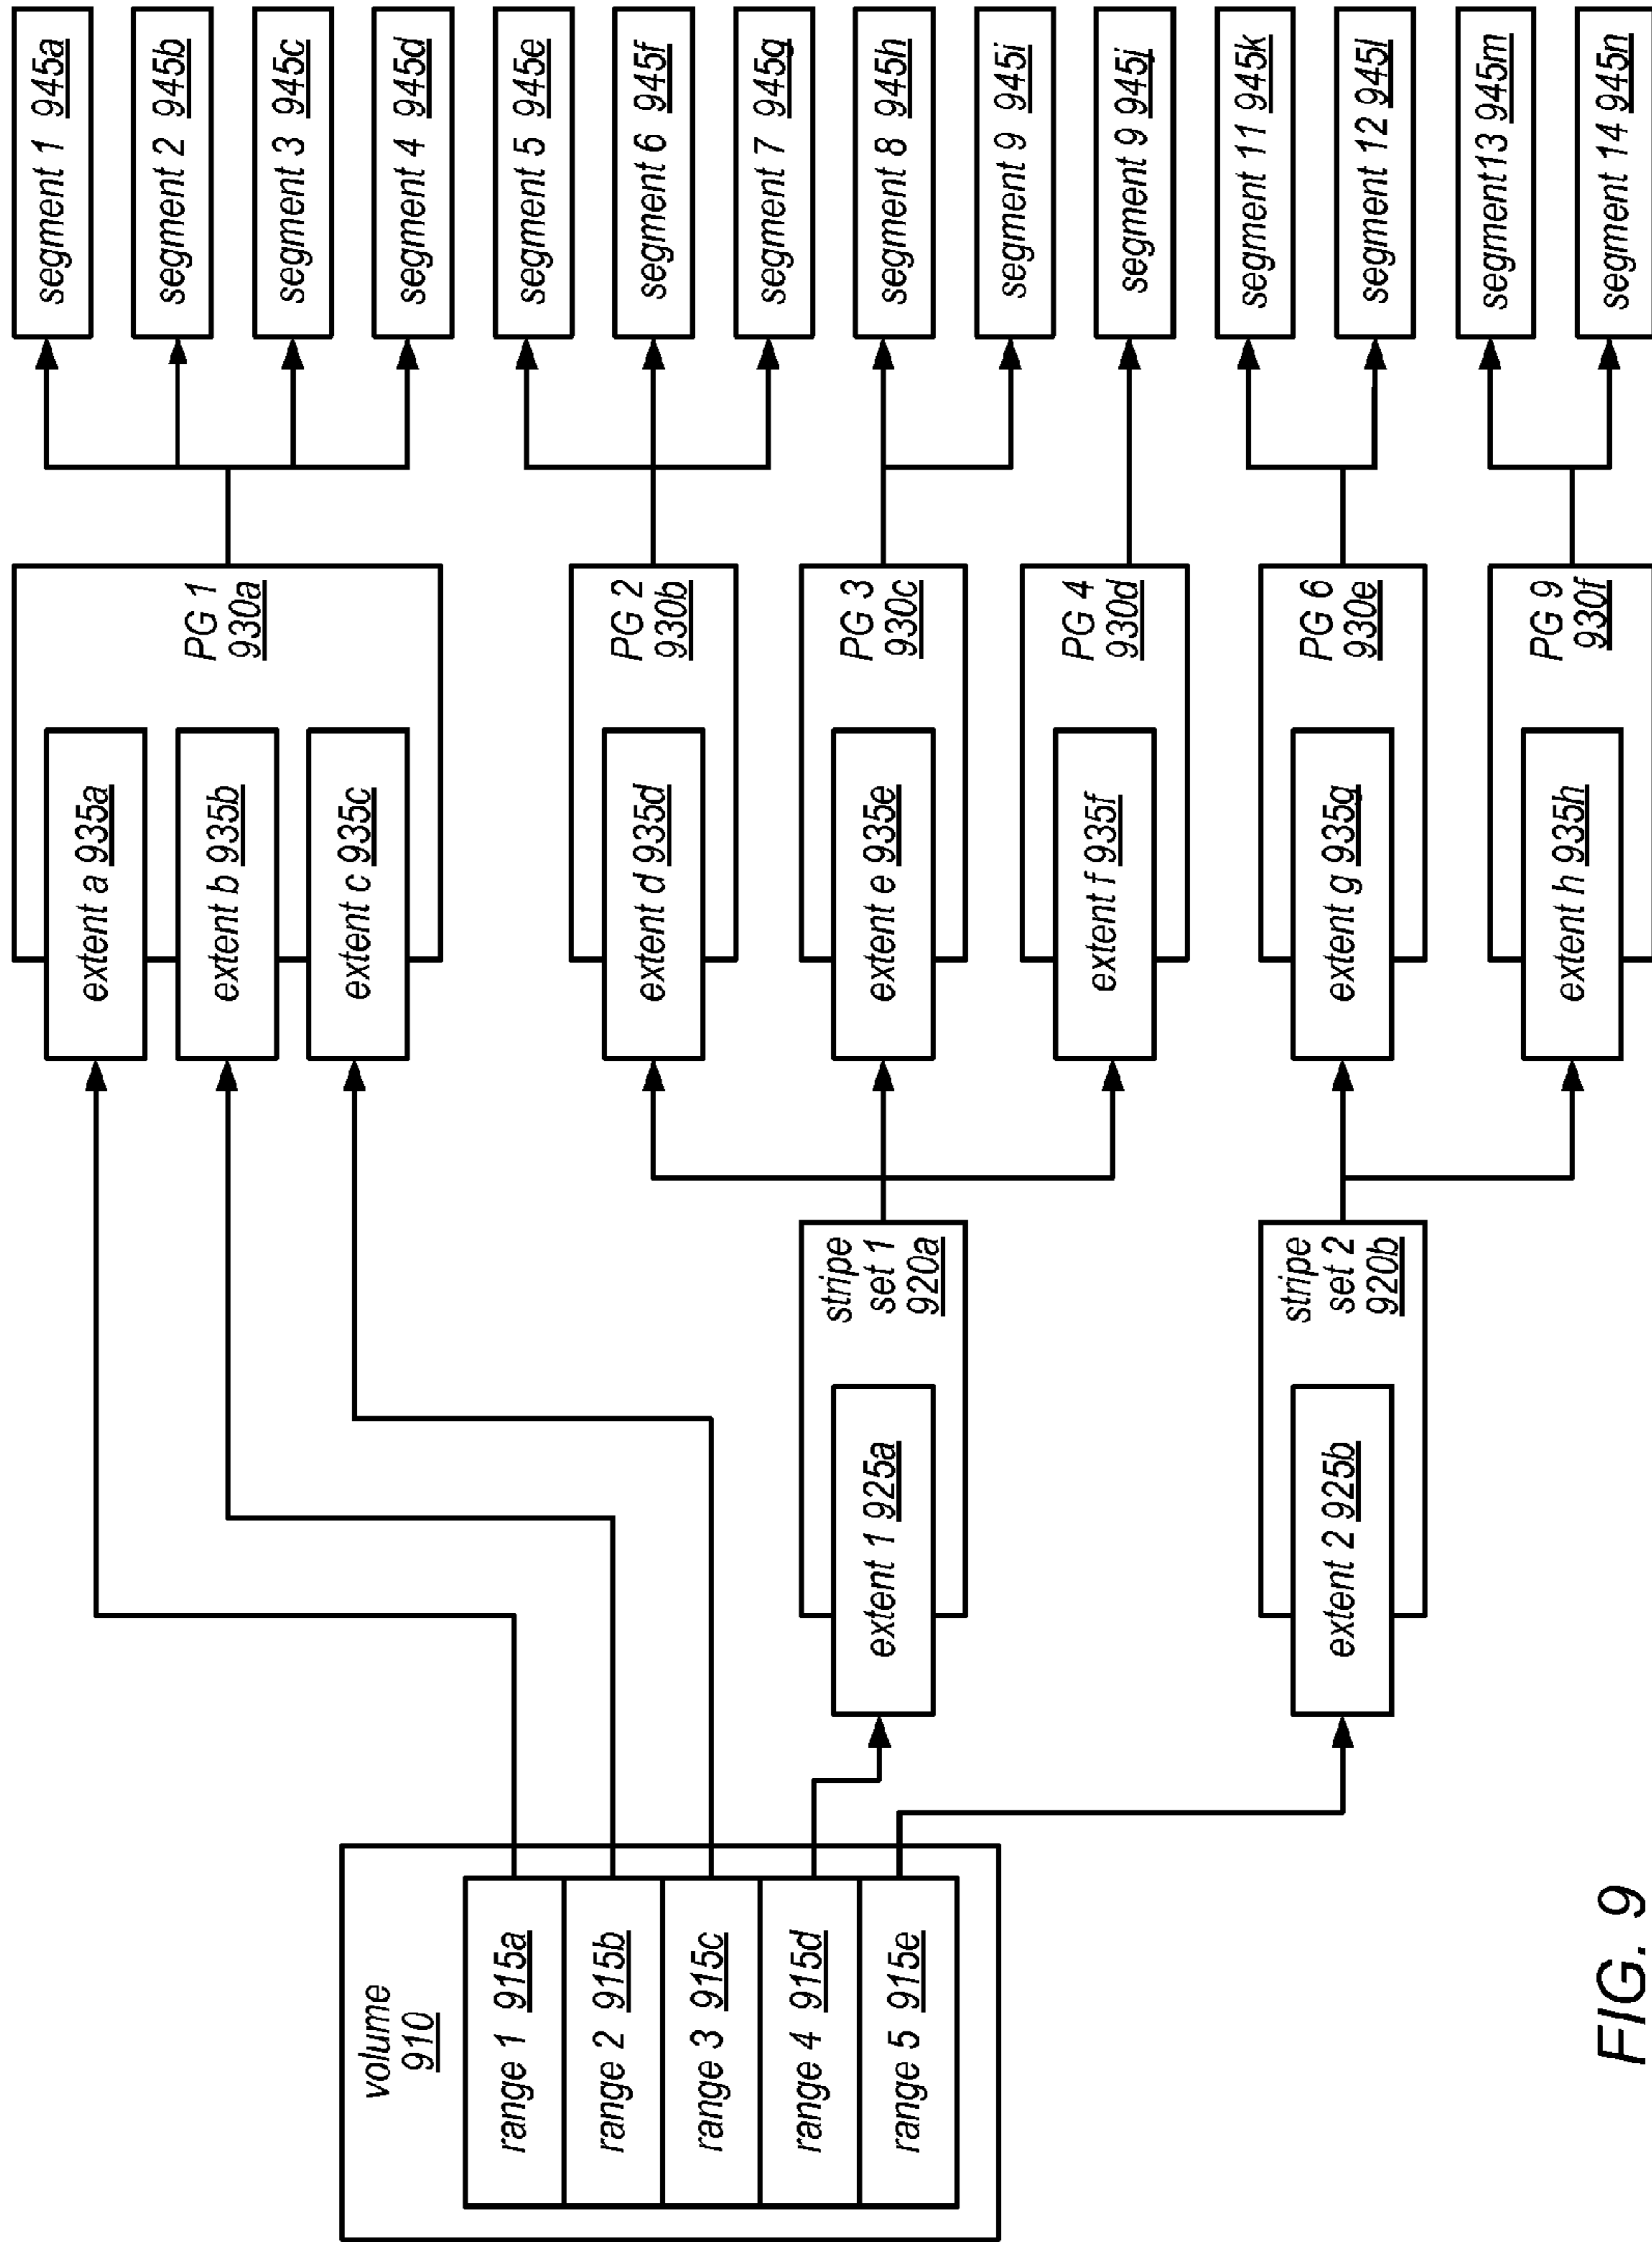 volume
910
range 1 915a
range 2 915b
range 3 915c
range 4 915d
range 5 915e
extent 1 925a
stripe
set 1
920a
extent 2 925b
stripe
set 2
920b
extent a 935a
extent b 935b
extent c 935c
PG 1
930a
extent d 935d
PG 2
930b
extent e 935e
PG 3
930c
extent f 935f
PG 4
930d
extent g 935g
PG 6
930e
extent h 935h
PG 9
930f
segment 1 945a
segment 2 945b
segment 3 945c
segment 4 945d
segment 5 945e
segment 6 945f
segment 7 945g
segment 8 945h
segment 9 945i
segment 9 945j
segment 11 945k
segment 12 945l
segment13 945m
segment 14 945n
FIG. 9